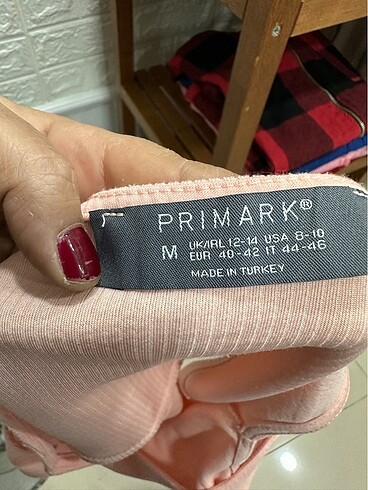 PRIMARK®
M UK/IRL 12-14 USA 8-10
EUR 40-42 IT 44-46
MADE IN TURKEY